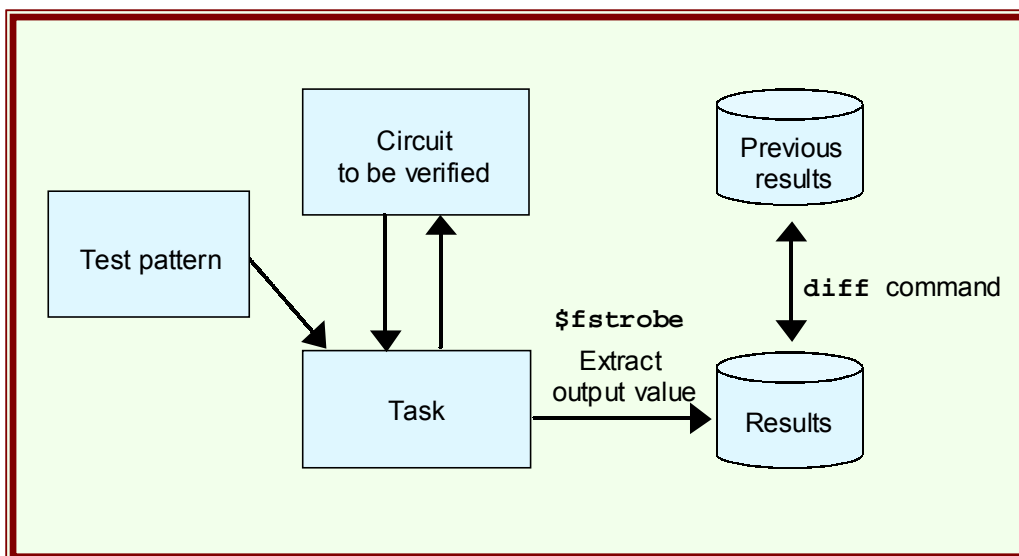 Circuit
to be verified
Previous
results
Test pattern
diff command
$fstrobe
Extract
output value
Task
Results